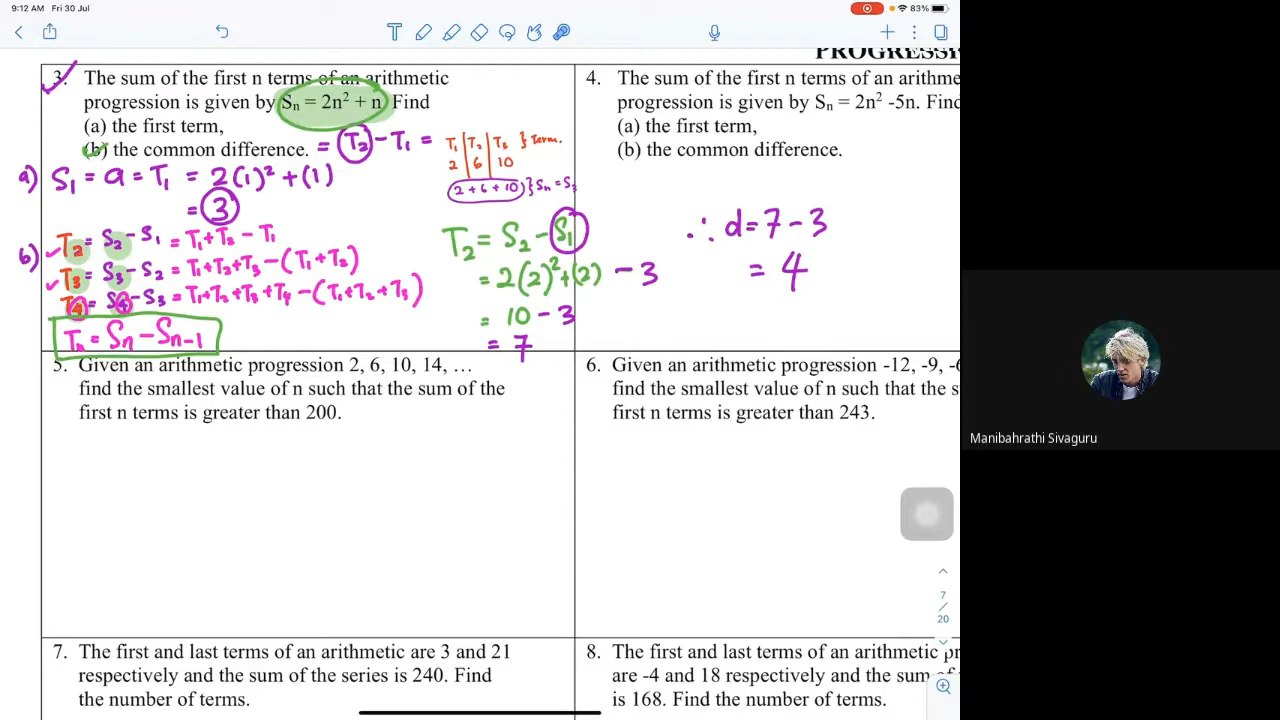 9:12 AM Fri 30 Jul
83%
PROGRESSI
3. The sum of the first n terms of an arithmetic
progression is given by Sn = 2n² + n. Find
(a) the first term,
(b) the common difference. = T2 - T1 =
T1 | T2 | T3 } Term.
2 | 6 | 10
2 + 6 + 10 } Sn = S3
a) S1 = a = T1 = 2(1)² + (1)
= 3
b) T2 = S2 - S1 = T1 + T2 - T1
T3 = S3 - S2 = T1 + T2 + T3 - (T1 + T2)
T4 = S4 - S3 = T1 + T2 + T3 + T4 - (T1 + T2 + T3)
Tn = Sn - Sn-1
T2 = S2 - S1
= 2(2)² + (2) - 3
= 10 - 3
= 7
∴ d = 7 - 3
= 4
4. The sum of the first n terms of an arithme
progression is given by Sn = 2n² -5n. Find
(a) the first term,
(b) the common difference.
5. Given an arithmetic progression 2, 6, 10, 14, …
find the smallest value of n such that the sum of the
first n terms is greater than 200.
6. Given an arithmetic progression -12, -9, -6
find the smallest value of n such that the s
first n terms is greater than 243.
7. The first and last terms of an arithmetic are 3 and 21
respectively and the sum of the series is 240. Find
the number of terms.
8. The first and last terms of an arithmetic pr
are -4 and 18 respectively and the sum of
is 168. Find the number of terms.
7
/
20
Manibahrathi Sivaguru